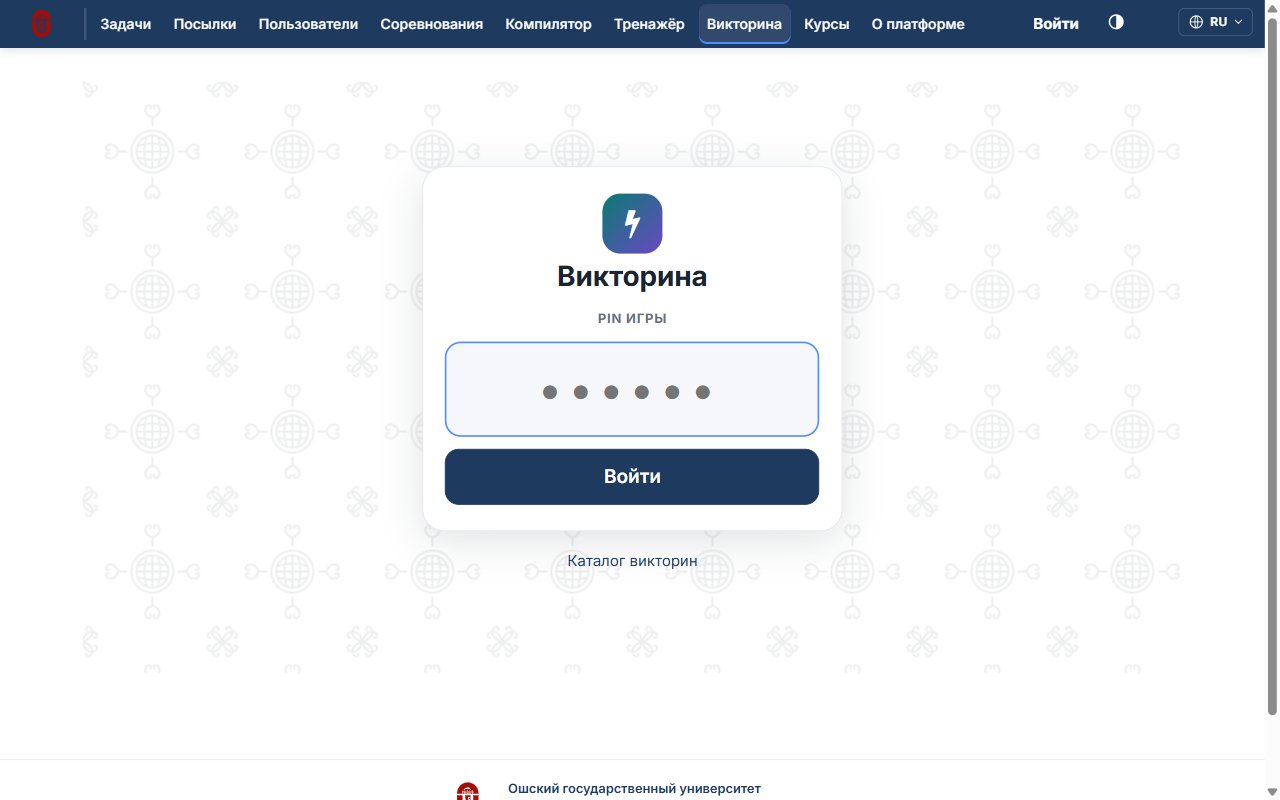 Задачи Посылки Пользователи Соревнования Компилятор Тренажёр Викторина Курсы О платформе Войти RU
Викторина
PIN ИГРЫ
Войти
Каталог викторин
Ошский государственный университет